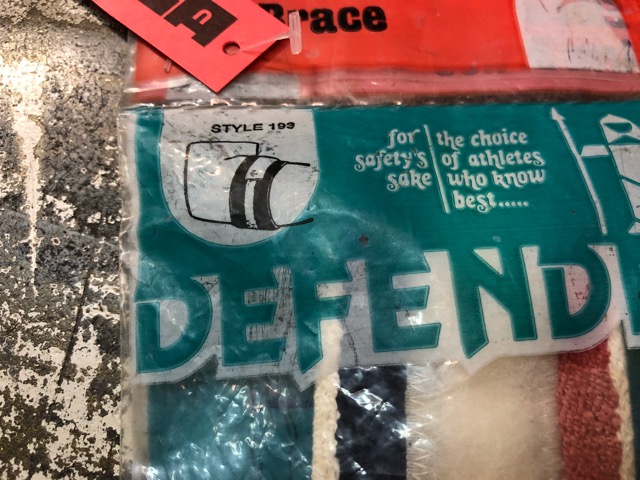 Brace
STYLE 193
for
safety's
sake
the choice
of athletes
who know
best.....
DEFEND